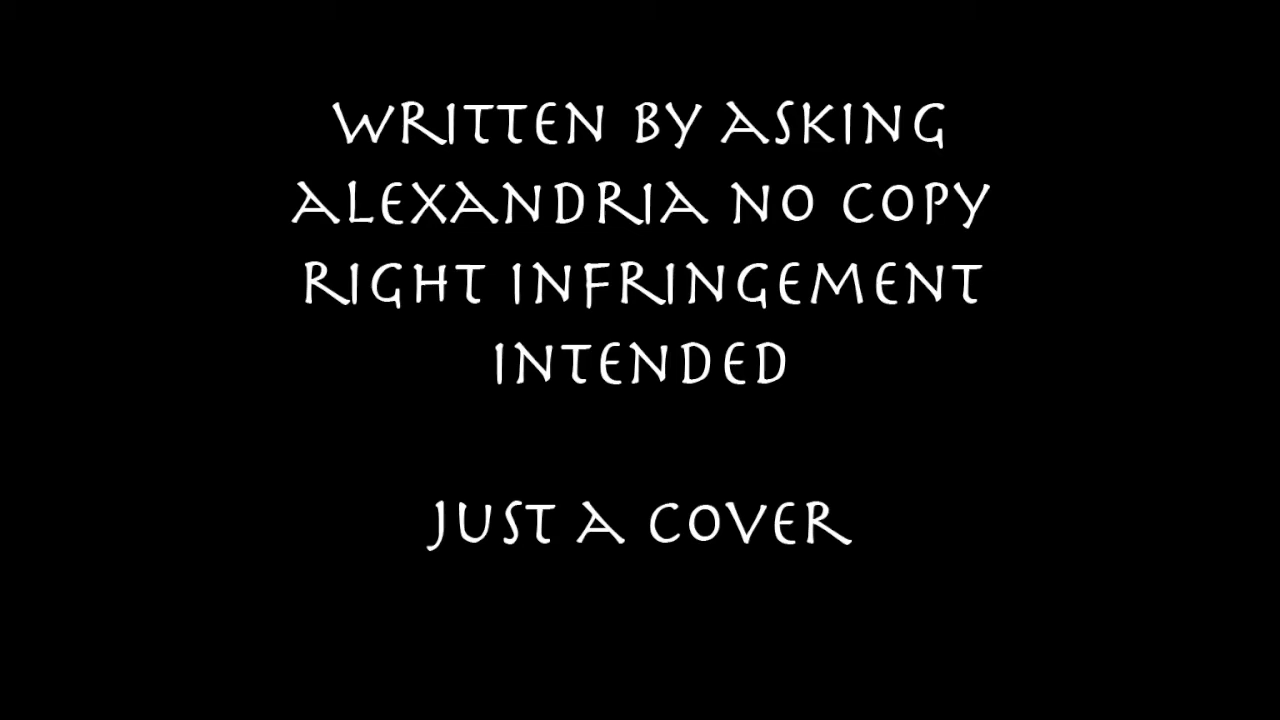 WRITTEN BY ASKING
ALEXANDRIA NO COPY
RIGHT INFRINGEMENT
INTENDED
JUST A COVER